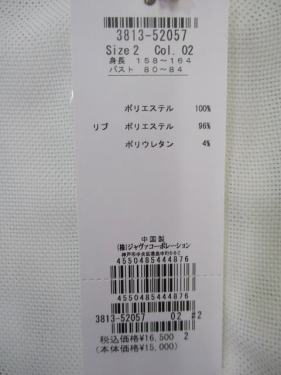 3813-52057
Size 2 Col. 02
身長 158～164
バスト 80～84
ポリエステル 100%
リブ ポリエステル 96%
ポリウレタン 4%
中国製
(株)ジャヴァコーポレーション
4550485444876
4550485444876
3813-52057 02 #2
税込価格¥16,500 2
(本体価格¥15,000)